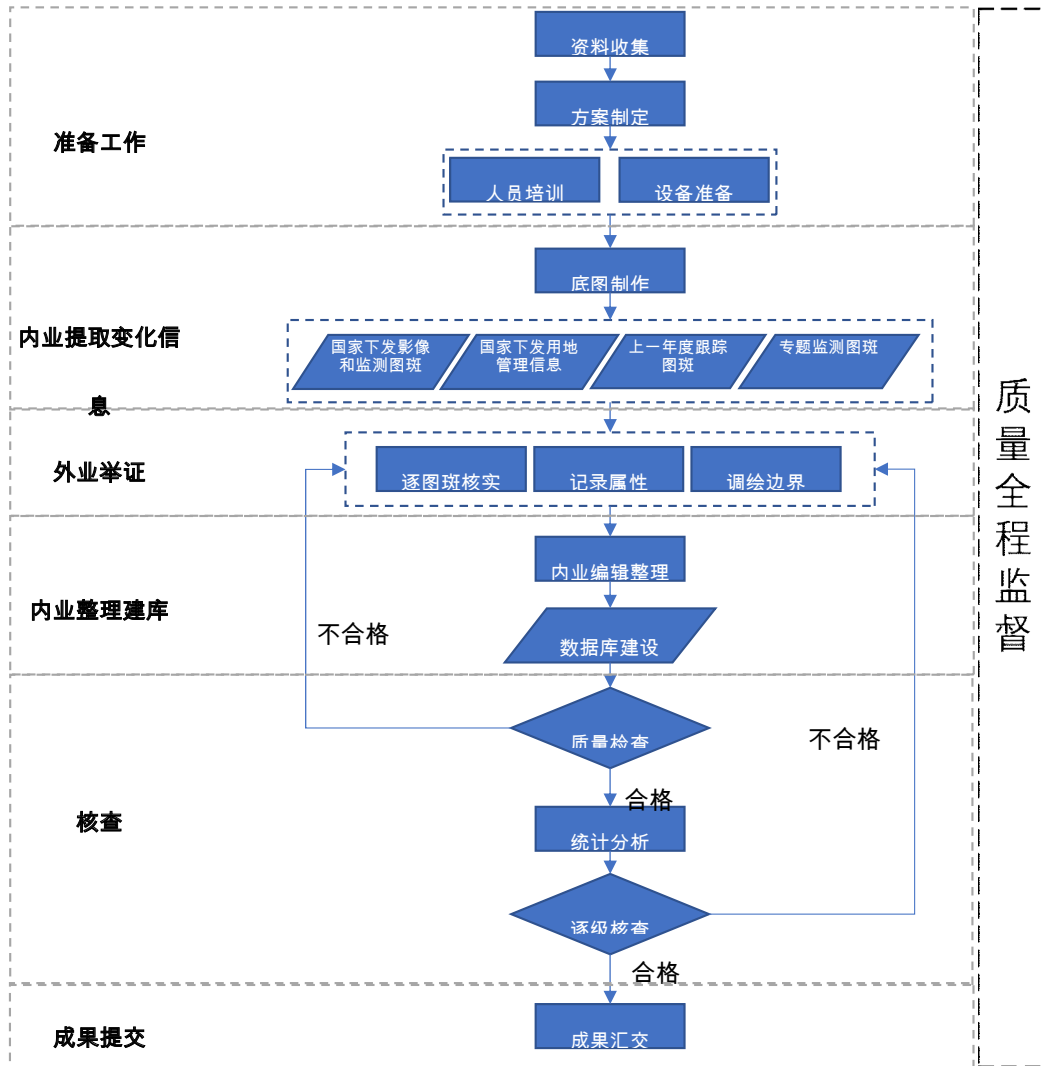 资料收集
方案制定
准备工作
人员培训
设备准备
底图制作
内业提取变化信
息
国家下发影像
和监测图斑
国家下发用地
管理信息
上一年度跟踪
图斑
专题监测图斑
外业举证
逐图斑核实
记录属性
调绘边界
内业编辑整理
内业整理建库
不合格
数据库建设
质量检查
不合格
合格
核查
统计分析
逐级核查
合格
成果提交
成果汇交
质
量
全
程
监
督